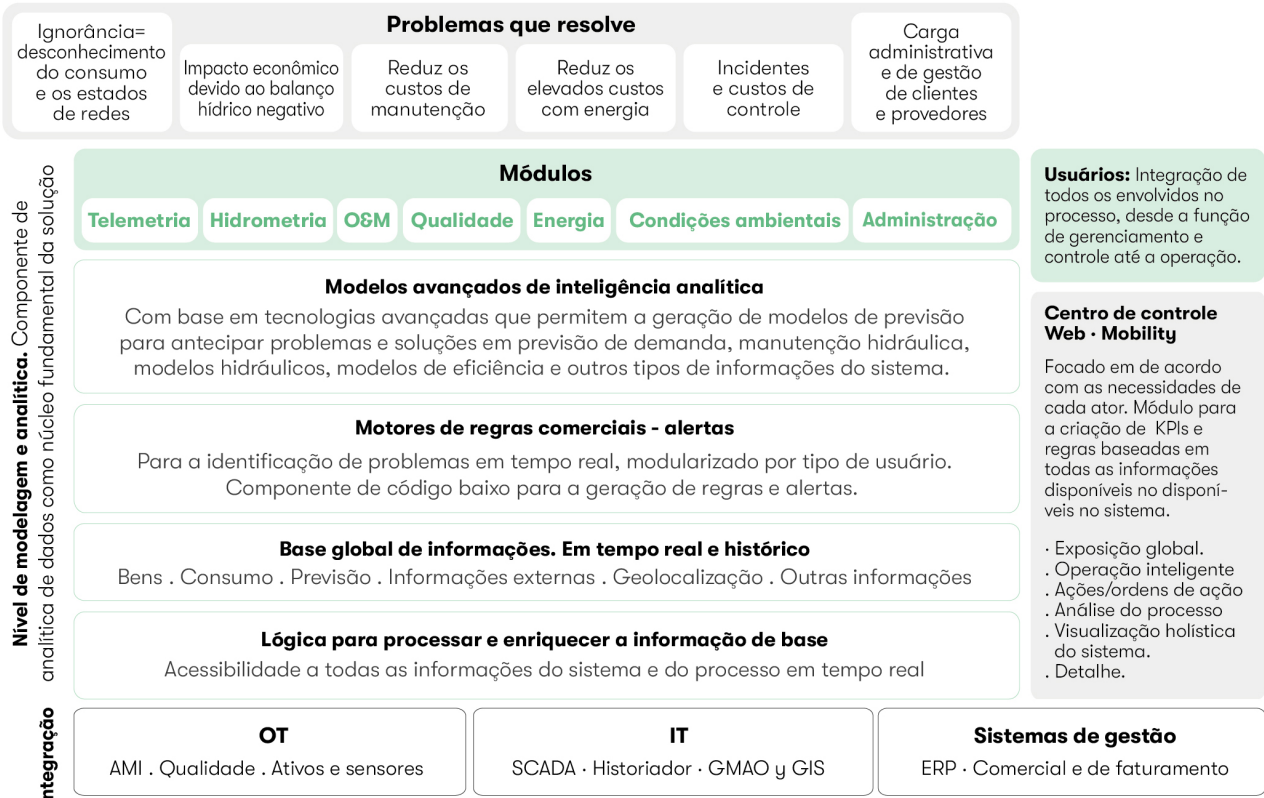 Problemas que resolve
Ignorância=
desconhecimento
do consumo
e os estados
de redes
Impacto econômico
devido ao balanço
hídrico negativo
Reduz os
custos de
manutenção
Reduz os
elevados custos
com energia
Incidentes
e custos de
controle
Carga
administrativa
e de gestão
de clientes
e provedores
Nível de modelagem e analítica. Componente de
analítica de dados como núcleo fundamental da solução
Módulos
Telemetria
Hidrometria
O&M
Qualidade
Energia
Condições ambientais
Administração
Modelos avançados de inteligência analítica
Com base em tecnologias avançadas que permitem a geração de modelos de previsão
para antecipar problemas e soluções em previsão de demanda, manutenção hidráulica,
modelos hidráulicos, modelos de eficiência e outros tipos de informações do sistema.
Motores de regras comerciais - alertas
Para a identificação de problemas em tempo real, modularizado por tipo de usuário.
Componente de código baixo para a geração de regras e alertas.
Base global de informações. Em tempo real e histórico
Bens . Consumo . Previsão . Informações externas . Geolocalização . Outras informações
Lógica para processar e enriquecer a informação de base
Acessibilidade a todas as informações do sistema e do processo em tempo real
Usuários: Integração de
todos os envolvidos no
processo, desde a função
de gerenciamento e
controle até a operação.
Centro de controle
Web · Mobility
Focado em de acordo
com as necessidades de
cada ator. Módulo para
a criação de KPIs e
regras baseadas em
todas as informações
disponíveis no disponí-
veis no sistema.
· Exposição global.
. Operação inteligente
. Ações/ordens de ação
. Análise do processo
. Visualização holística
do sistema.
. Detalhe.
ntegração
OT
AMI . Qualidade . Ativos e sensores
IT
SCADA · Historiador · GMAO y GIS
Sistemas de gestão
ERP · Comercial e de faturamento